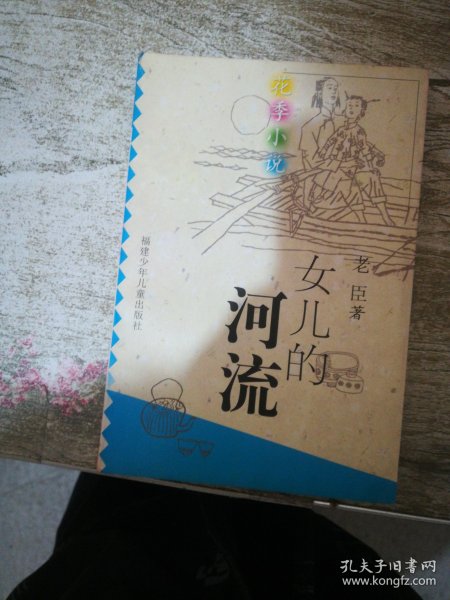 花季小说
老臣著
女儿的
河流
福建少年儿童出版社
孔夫子旧书网
www.kongfz.com